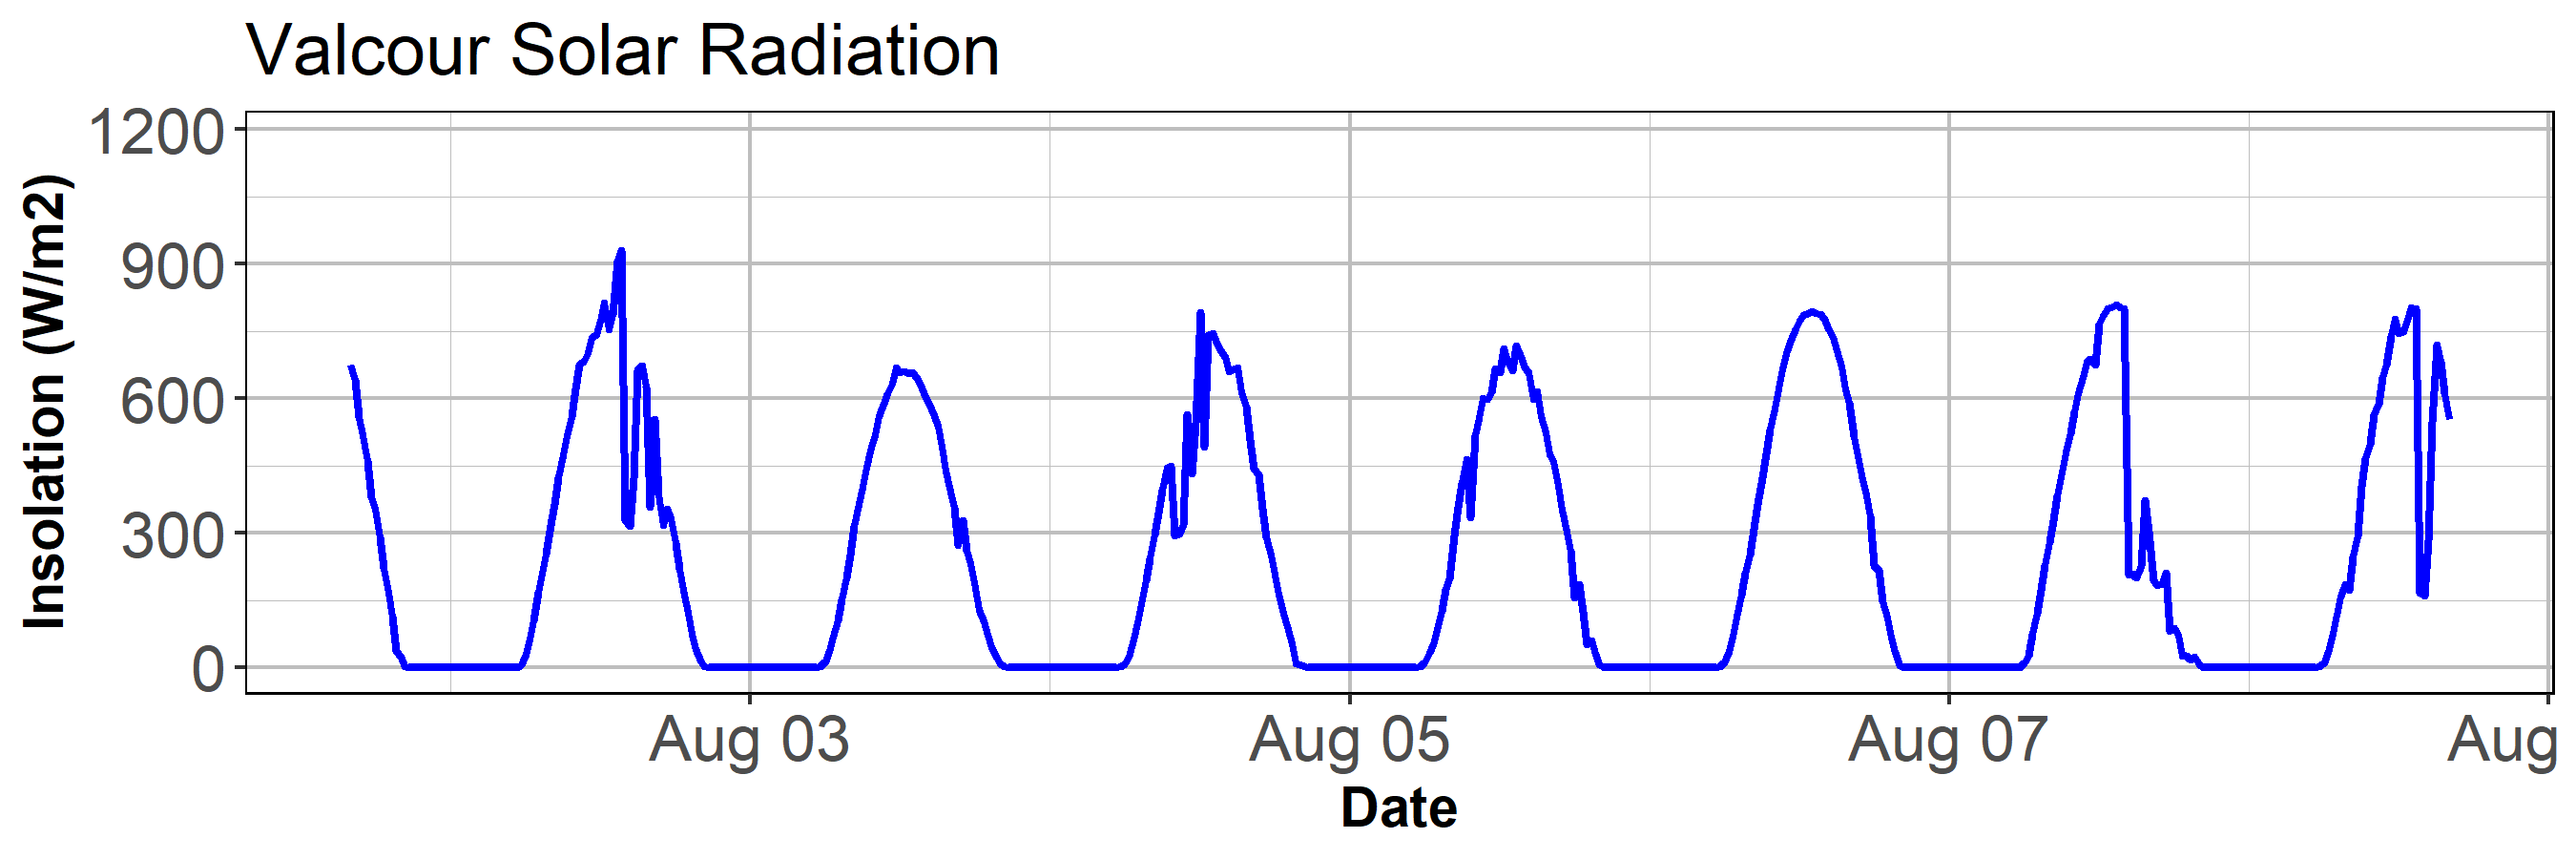 Valcour Solar Radiation
1200
900
600
300
0
Insolation (W/m2)
Aug 03 Aug 05 Aug 07 Aug
Date